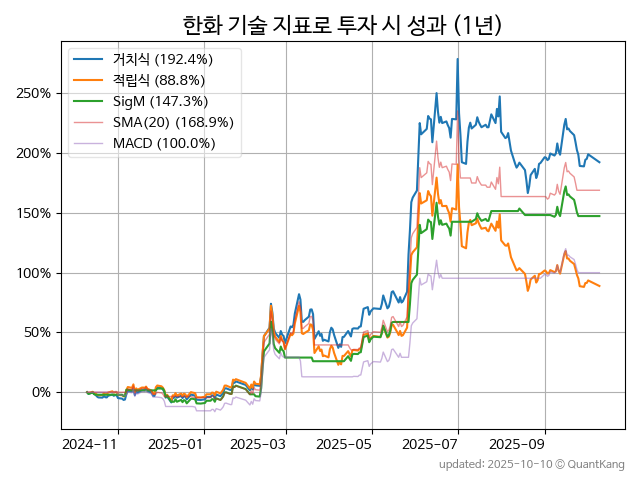 한화 기술 지표로 투자 시 성과 (1년)
거치식 (192.4%)
적립식 (88.8%)
SigM (147.3%)
SMA(20) (168.9%)
MACD (100.0%)
250%
200%
150%
100%
50%
0%
2024-11 2025-01 2025-03 2025-05 2025-07 2025-09
updated: 2025-10-10 © QuantKang